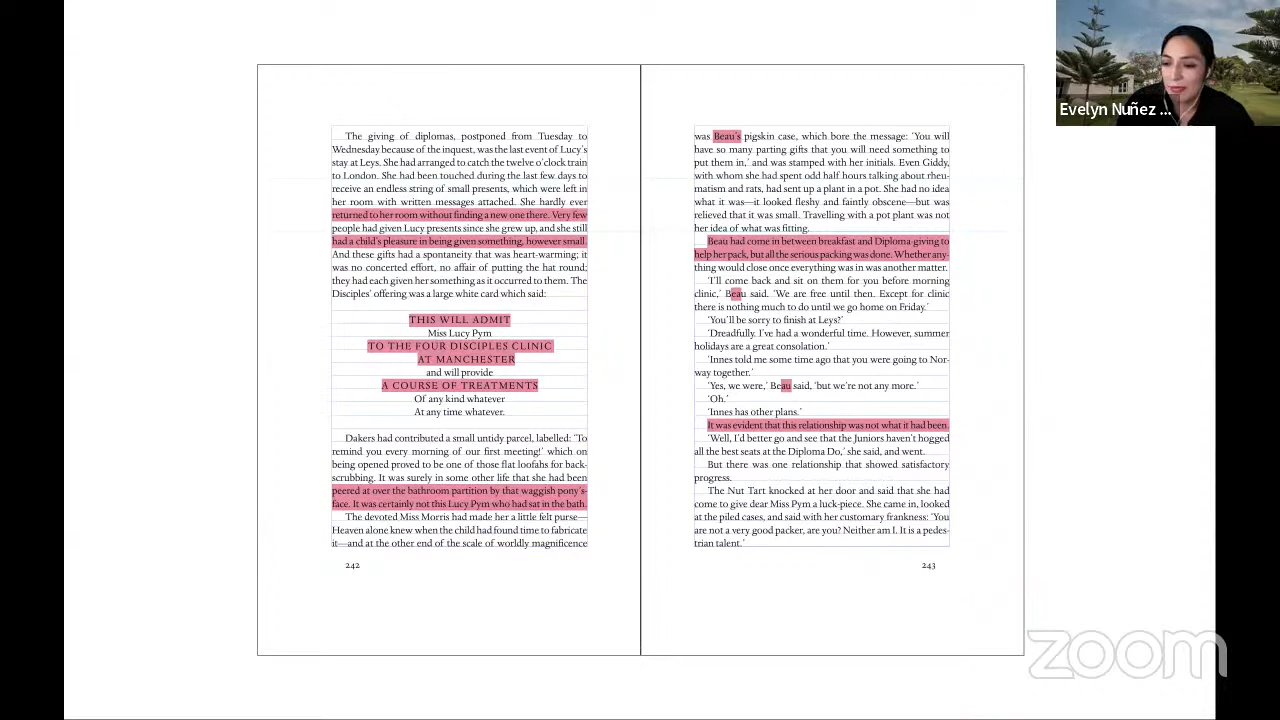 The giving of diplomas, postponed from Tuesday to
Wednesday because of the inquest, was the last event of Lucy's
stay at Leys. She had arranged to catch the twelve o'clock train
to London. She had been touched during the last few days to
receive an endless string of small presents, which were left in
her room with written messages attached. She hardly ever
returned to her room without finding a new one there. Very few
people had given Lucy presents since she grew up, and she still
had a child's pleasure in being given something, however small.
And these gifts had a spontaneity that was heart-warming; it
was no concerted effort, no affair of putting the hat round;
they had each given her something as it occurred to them. The
Disciples' offering was a large white card which said:
THIS WILL ADMIT
Miss Lucy Pym
TO THE FOUR DISCIPLES CLINIC
AT MANCHESTER
and will provide
A COURSE OF TREATMENTS
Of any kind whatever
At any time whatever.
Dakers had contributed a small untidy parcel, labelled: 'To
remind you every morning of our first meeting!' which on
being opened proved to be one of those flat loofahs for back-
scrubbing. It was surely in some other life that she had been
peered at over the bathroom partition by that waggish pony's-
face. It was certainly not this Lucy Pym who had sat in the bath.
The devoted Miss Morris had made her a little felt purse—
Heaven alone knew when the child had found time to fabricate
it—and at the other end of the scale of worldly magnificence
242
was Beau's pigskin case, which bore the message: 'You will
have so many parting gifts that you will need something to
put them in,' and was stamped with her initials. Even Giddy,
with whom she had spent odd half hours talking about rheu-
matism and rats, had sent up a plant in a pot. She had no idea
what it was—it looked fleshy and faintly obscene—but was
relieved that it was small. Travelling with a pot plant was not
her idea of what was fitting.
Beau had come in between breakfast and Diploma-giving to
help her pack, but all the serious packing was done. Whether any-
thing would close once everything was in was another matter.
'I'll come back and sit on them for you before morning
clinic,' Beau said. 'We are free until then. Except for clinic
there is nothing much to do until we go home on Friday.'
'You'll be sorry to finish at Leys?'
'Dreadfully. I've had a wonderful time. However, summer
holidays are a great consolation.'
'Innes told me some time ago that you were going to Nor-
way together.'
'Yes, we were,' Beau said, 'but we're not any more.'
'Oh.'
'Innes has other plans.'
It was evident that this relationship was not what it had been.
'Well, I'd better go and see that the Juniors haven't hogged
all the best seats at the Diploma Do,' she said, and went.
But there was one relationship that showed satisfactory
progress.
The Nut Tart knocked at her door and said that she had
come to give dear Miss Pym a luck-piece. She came in, looked
at the piled cases, and said with her customary frankness: 'You
are not a very good packer, are you? Neither am I. It is a pedes-
trian talent.'
243
Evelyn Nuñez ...
zoom